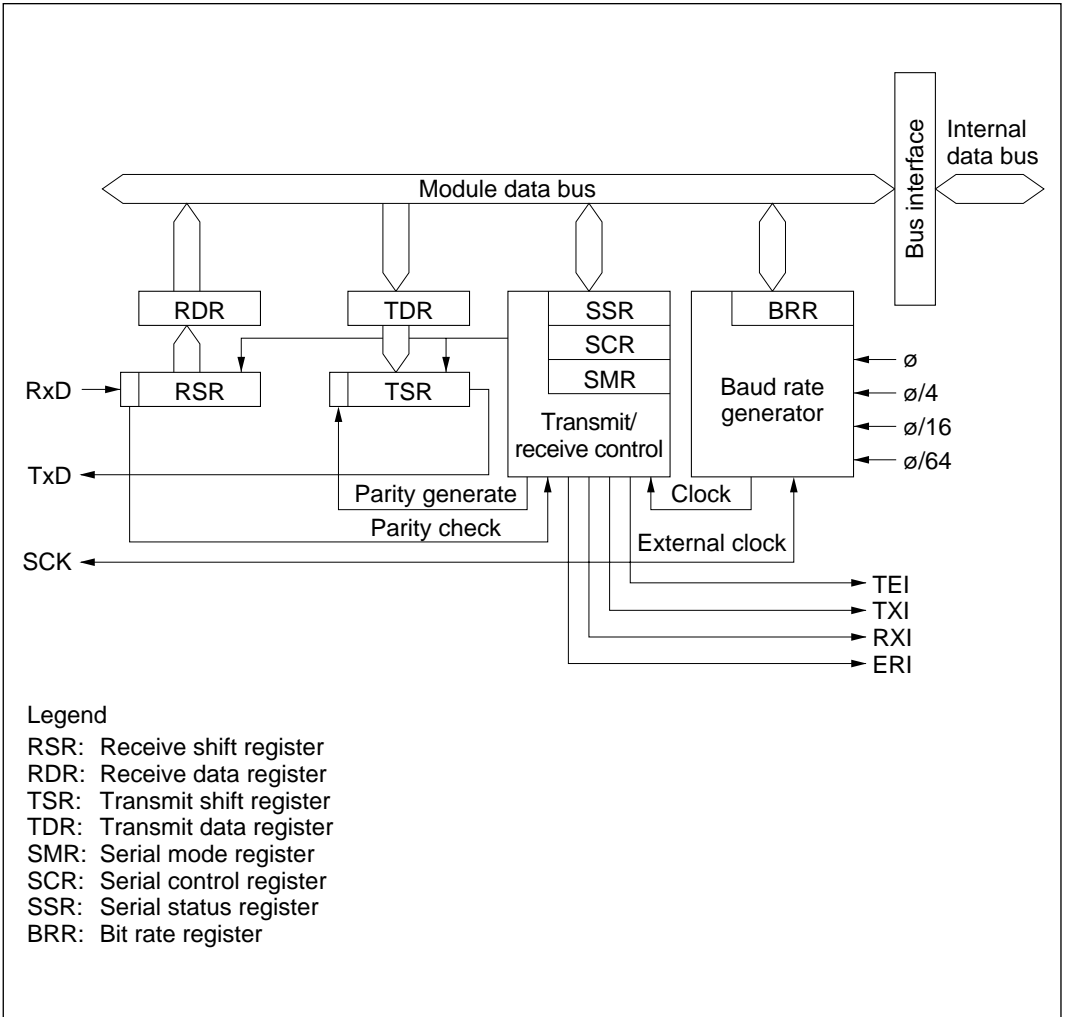 Internal
data bus
Bus interface
Module data bus
RDR
TDR
SSR
BRR
SCR
SMR
RxD
RSR
TSR
Baud rate
generator
ø
ø/4
ø/16
ø/64
Transmit/
receive control
TxD
Parity generate
Clock
Parity check
External clock
SCK
TEI
TXI
RXI
ERI
Legend
RSR: Receive shift register
RDR: Receive data register
TSR: Transmit shift register
TDR: Transmit data register
SMR: Serial mode register
SCR: Serial control register
SSR: Serial status register
BRR: Bit rate register